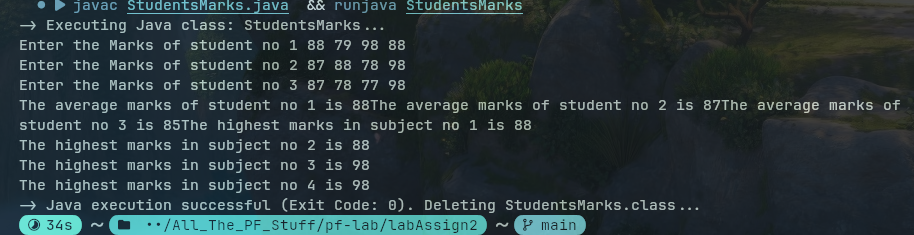 javac StudentsMarks.java && runjava StudentsMarks
—> Executing Java class: StudentsMarks...
Enter the Marks of student no 1 88 79 98 88
Enter the Marks of student no 2 87 88 78 98
Enter the Marks of student no 3 87 78 77 98
The average marks of student no 1 is 88The average marks of student no 2 is 87The average marks of
student no 3 is 85The highest marks in subject no 1 is 88
The highest marks in subject no 2 is 88
The highest marks in subject no 3 is 98
The highest marks in subject no 4 is 98
—> Java execution successful (Exit Code: 0). Deleting StudentsMarks.class...
34s ~ ··/All_The_PF_Stuff/pf-lab/labAssign2 ~ main